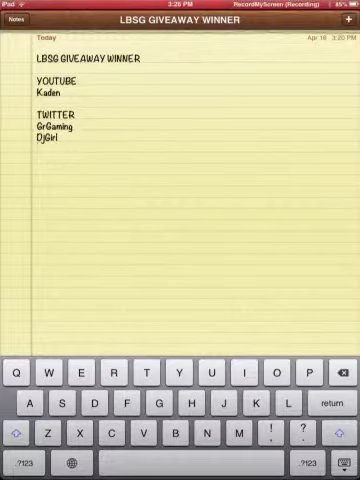 iPad 3:26 PM RecordMyScreen (Recording) 85%
Notes LBSG GIVEAWAY WINNER +
Today Apr 16 3:20 PM
LBSG GIVEAWAY WINNER
YOUTUBE
Kaden
TWITTER
GrGaming
DjGirl
Q W E R T Y U I O P
A S D F G H J K L return
Z X C V B N M ! , ? .
.?123 .?123